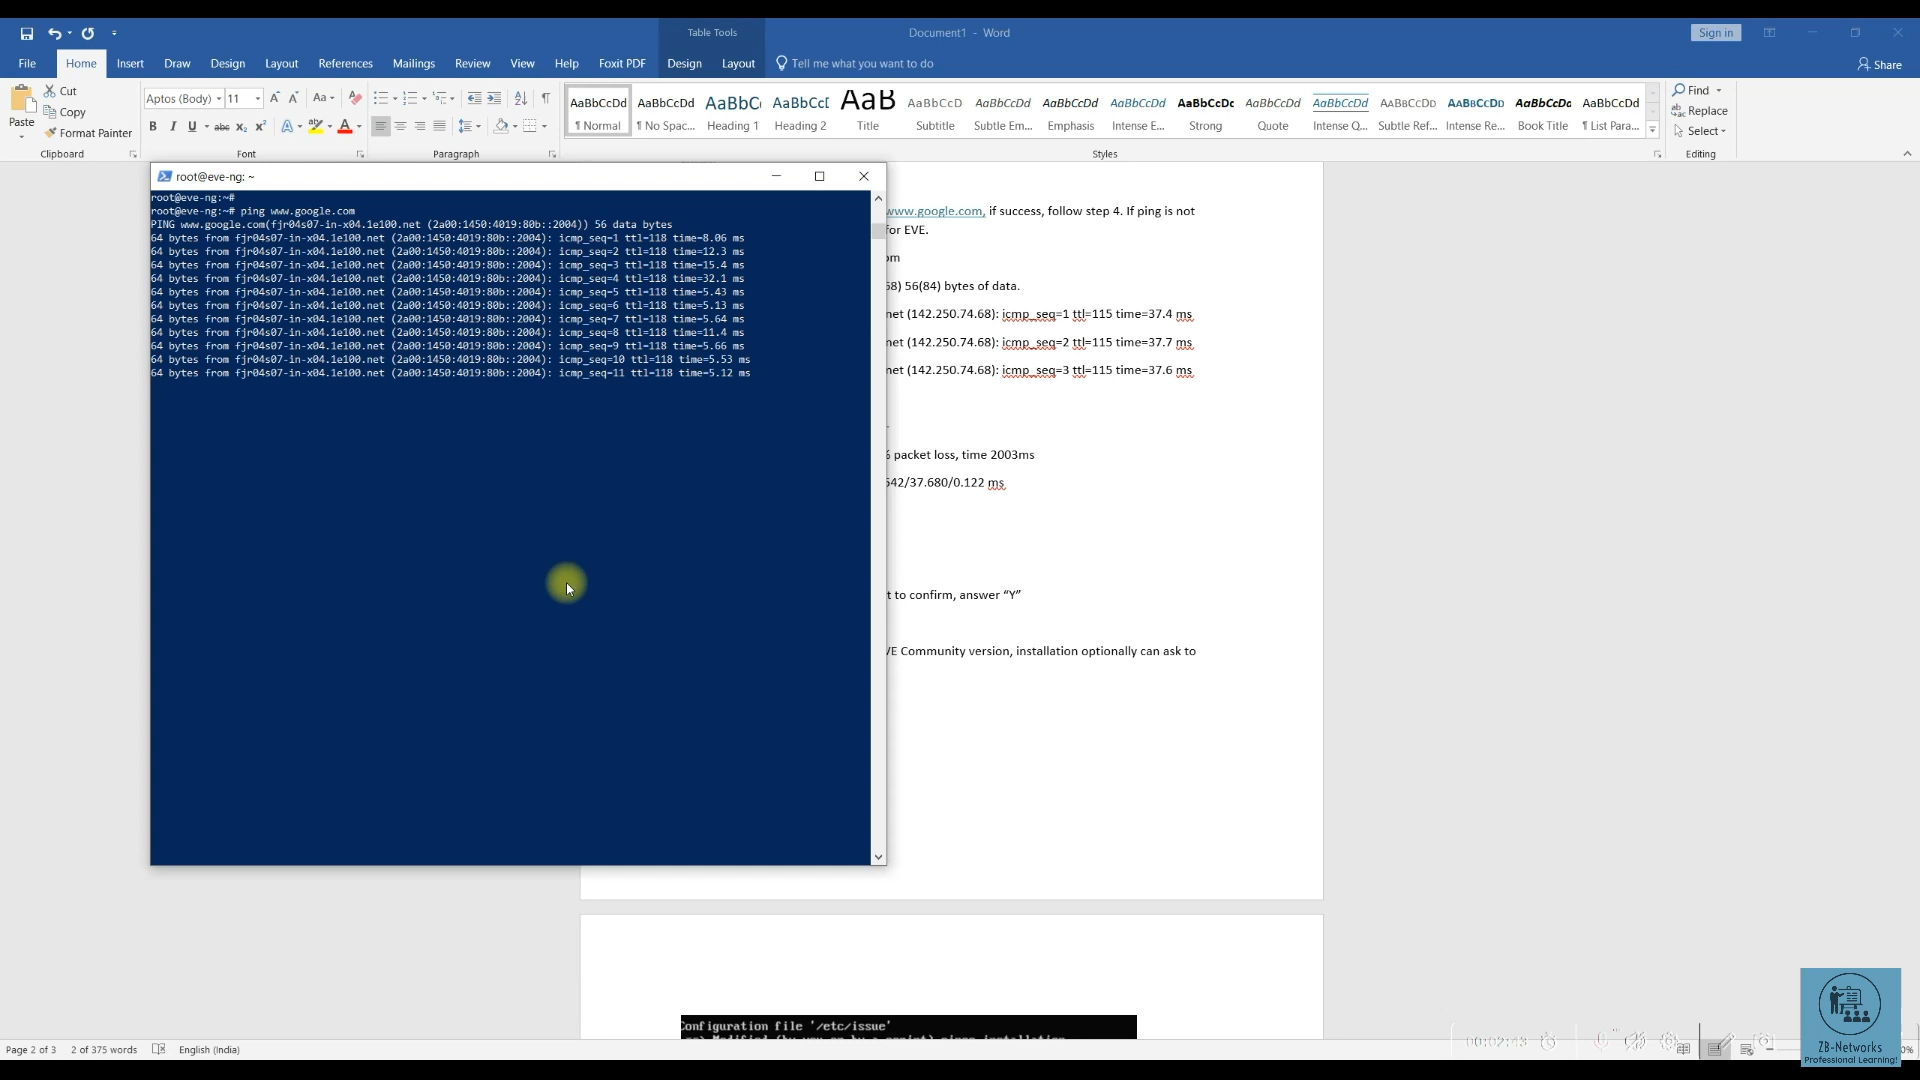 Table Tools
Document1 - Word
Sign in
File Home Insert Draw Design Layout References Mailings Review View Help Foxit PDF Design Layout Tell me what you want to do
Share
Paste
Cut
Copy
Format Painter
Clipboard
Aptos (Body) 11
Font
Paragraph
AaBbCcDd AaBbCcDd AaBbC AaBbCcC AaB AaBbCcD AaBbCcDd AaBbCcDd AaBbCcDd AaBbCcDc AaBbCcDd AaBbCcDd AaBbCcDd AaBbCcDd AaBbCcDd AaBbCcDd
¶ Normal ¶ No Spac... Heading 1 Heading 2 Title Subtitle Subtle Em... Emphasis Intense E... Strong Quote Intense Q... Subtle Ref... Intense Re... Book Title ¶ List Para...
Styles
Find
Replace
Select
Editing
root@eve-ng: ~
root@eve-ng:~#
root@eve-ng:~# ping www.google.com
PING www.google.com(fjr04s07-in-x04.1e100.net (2a00:1450:4019:80b::2004)) 56 data bytes
64 bytes from fjr04s07-in-x04.1e100.net (2a00:1450:4019:80b::2004): icmp_seq=1 ttl=118 time=8.06 ms
64 bytes from fjr04s07-in-x04.1e100.net (2a00:1450:4019:80b::2004): icmp_seq=2 ttl=118 time=12.3 ms
64 bytes from fjr04s07-in-x04.1e100.net (2a00:1450:4019:80b::2004): icmp_seq=3 ttl=118 time=15.4 ms
64 bytes from fjr04s07-in-x04.1e100.net (2a00:1450:4019:80b::2004): icmp_seq=4 ttl=118 time=32.1 ms
64 bytes from fjr04s07-in-x04.1e100.net (2a00:1450:4019:80b::2004): icmp_seq=5 ttl=118 time=5.43 ms
64 bytes from fjr04s07-in-x04.1e100.net (2a00:1450:4019:80b::2004): icmp_seq=6 ttl=118 time=5.13 ms
64 bytes from fjr04s07-in-x04.1e100.net (2a00:1450:4019:80b::2004): icmp_seq=7 ttl=118 time=5.64 ms
64 bytes from fjr04s07-in-x04.1e100.net (2a00:1450:4019:80b::2004): icmp_seq=8 ttl=118 time=11.4 ms
64 bytes from fjr04s07-in-x04.1e100.net (2a00:1450:4019:80b::2004): icmp_seq=9 ttl=118 time=5.66 ms
64 bytes from fjr04s07-in-x04.1e100.net (2a00:1450:4019:80b::2004): icmp_seq=10 ttl=118 time=5.53 ms
64 bytes from fjr04s07-in-x04.1e100.net (2a00:1450:4019:80b::2004): icmp_seq=11 ttl=118 time=5.12 ms
www.google.com, if success, follow step 4. If ping is not
for EVE.
om
68) 56(84) bytes of data.
net (142.250.74.68): icmp_seq=1 ttl=115 time=37.4 ms
net (142.250.74.68): icmp_seq=2 ttl=115 time=37.7 ms
net (142.250.74.68): icmp_seq=3 ttl=115 time=37.6 ms
% packet loss, time 2003ms
542/37.680/0.122 ms
t to confirm, answer “Y”
VE Community version, installation optionally can ask to
Configuration file '/etc/issue'
Page 2 of 3 2 of 375 words English (India)
00:02:43
ZB-Networks
Professional Learning!